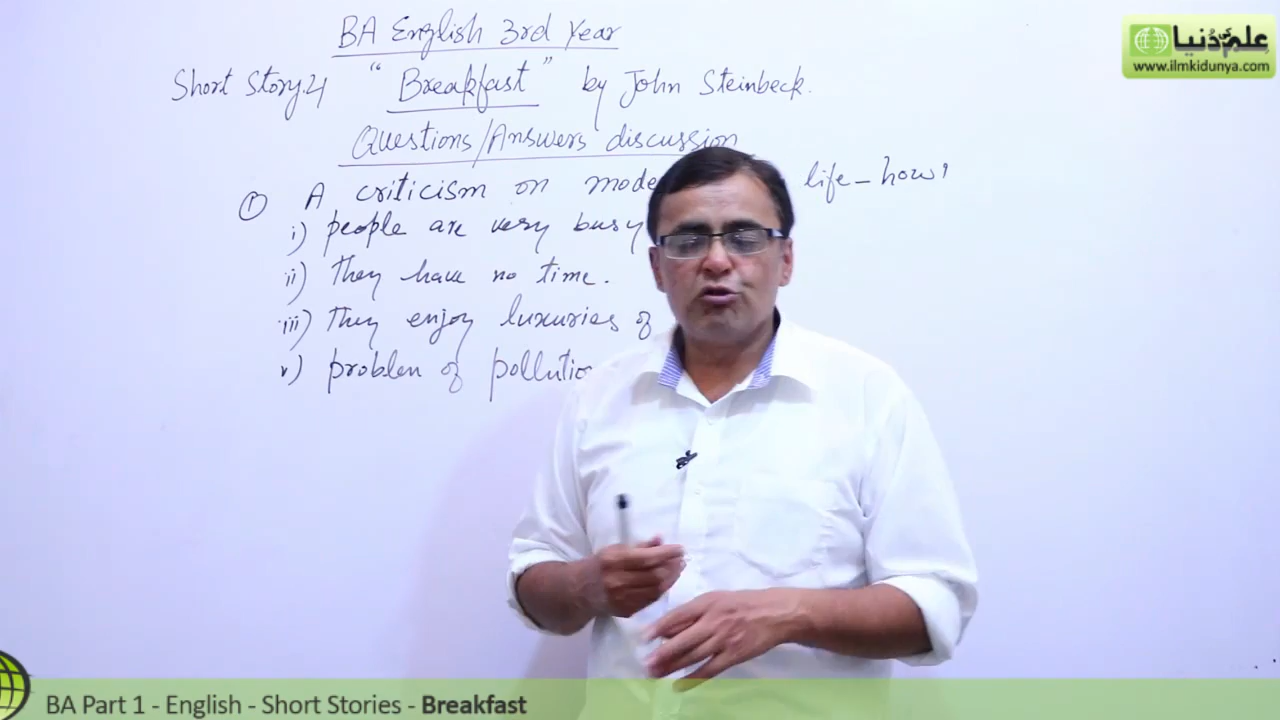 BA English 3rd Year
Short Story.4 "Breakfast" by John Steinbeck.
Questions/Answers discussion
① A criticism on life – how?
i) people are very busy
ii) They have no time.
iii) They enjoy luxuries of
v) problem of pollution
علم کی دنیا
www.ilmkidunya.com
BA Part 1 - English - Short Stories - Breakfast